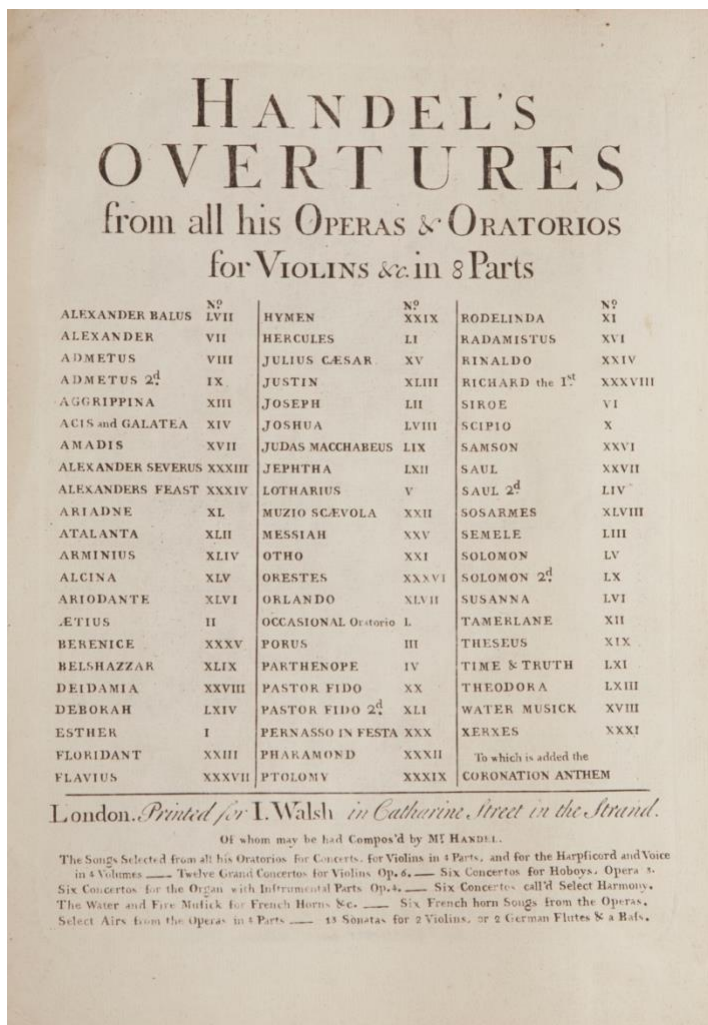 HANDEL'S
OVERTURES
from all his OPERAS & ORATORIOS
for VIOLINS &c. in 8 Parts
Nº
ALEXANDER BALUS LVII
ALEXANDER VII
ADMETUS VIII
ADMETUS 2d. IX
AGGRIPPINA XIII
ACIS and GALATEA XIV
AMADIS XVII
ALEXANDER SEVERUS XXXIII
ALEXANDERS FEAST XXXIV
ARIADNE XL
ATALANTA XLII
ARMINIUS XLIV
ALCINA XLV
ARIODANTE XLVI
ÆTIUS II
BERENICE XXXV
BELSHAZZAR XLIX
DEIDAMIA XXVIII
DEBORAH LXIV
ESTHER I
FLORIDANT XXIII
FLAVIUS XXXVII
Nº
HYMEN XXIX
HERCULES LI
JULIUS CÆSAR XV
JUSTIN XLIII
JOSEPH LII
JOSHUA LVIII
JUDAS MACCHABEUS LIX
JEPHTHA LXII
LOTHARIUS V
MUZIO SCÆVOLA XXII
MESSIAH XXV
OTHO XXI
ORESTES XXXVI
ORLANDO XLVII
OCCASIONAL Oratorio L
PORUS III
PARTHENOPE IV
PASTOR FIDO XX
PASTOR FIDO 2d. XLI
PERNASSO IN FESTA XXX
PHARAMOND XXXII
PTOLOMY XXXIX
Nº
RODELINDA XI
RADAMISTUS XVI
RINALDO XXIV
RICHARD the 1st XXXVIII
SIROE VI
SCIPIO X
SAMSON XXVI
SAUL XXVII
SAUL 2d. LIV
SOSARMES XLVIII
SEMELE LIII
SOLOMON LV
SOLOMON 2d. LX
SUSANNA LVI
TAMERLANE XII
THESEUS XIX
TIME & TRUTH LXI
THEODORA LXIII
WATER MUSICK XVIII
XERXES XXXI
To which is added the
CORONATION ANTHEM
London. Printed for I. Walsh in Catharine Street in the Strand.
Of whom may be had Compos'd by Mr. HANDEL.
The Songs Selected from all his Oratorios for Concerts, for Violins in 4 Parts, and for the Harpsicord and Voice
in 4 Volumes — Twelve Grand Concertos for Violins Op. 6. — Six Concertos for Hoboys, Opera 3.
Six Concertos for the Organ with Instrumental Parts Op. 4. — Six Concertos call'd Select Harmony.
The Water and Fire Musick for French Horns &c. — Six French horn Songs from the Operas.
Select Airs from the Operas in Parts — 13 Sonatas for 2 Violins, or 2 German Flutes & a Bass.